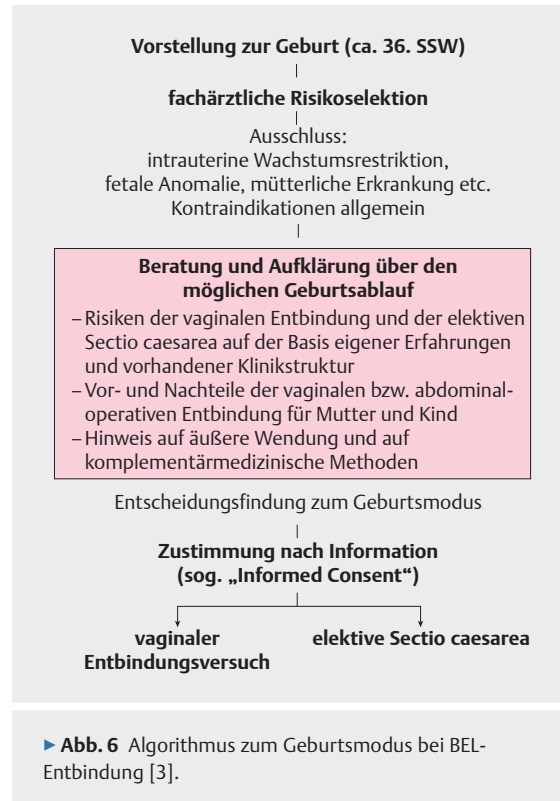 Vorstellung zur Geburt (ca. 36. SSW)
fachärztliche Risikoselektion
Ausschluss:
intrauterine Wachstumsrestriktion,
fetale Anomalie, mütterliche Erkrankung etc.
Kontraindikationen allgemein
Beratung und Aufklärung über den
möglichen Geburtsablauf
– Risiken der vaginalen Entbindung und der elektiven
Sectio caesarea auf der Basis eigener Erfahrungen
und vorhandener Klinikstruktur
– Vor- und Nachteile der vaginalen bzw. abdominal-
operativen Entbindung für Mutter und Kind
– Hinweis auf äußere Wendung und auf
komplementärmedizinische Methoden
Entscheidungsfindung zum Geburtsmodus
Zustimmung nach Information
(sog. „Informed Consent“)
vaginaler
Entbindungsversuch
elektive Sectio caesarea
▶ Abb. 6 Algorithmus zum Geburtsmodus bei BEL-
Entbindung [3].